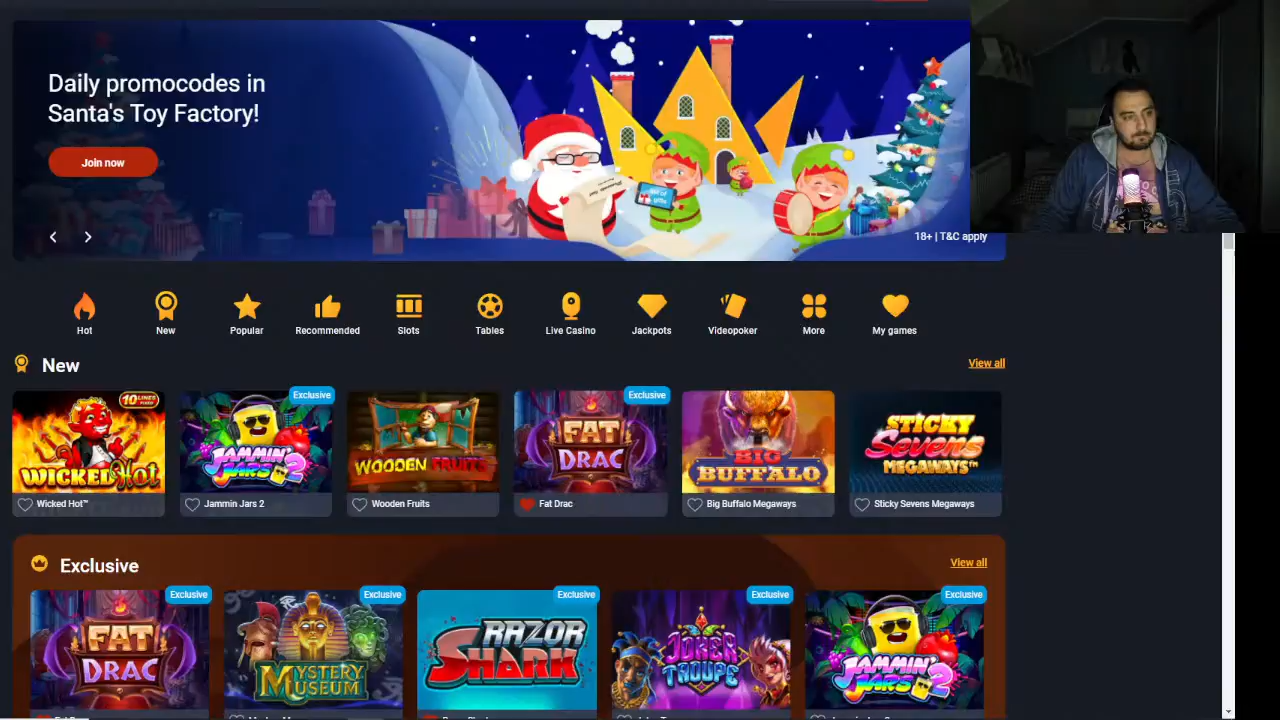 Daily promocodes in
Santa's Toy Factory!
Join now
18+ | T&C apply
Hot
New
Popular
Recommended
Slots
Tables
Live Casino
Jackpots
Videopoker
More
My games
New
View all
10 LINES
FIXED
WICKED Hot
Wicked Hot™
Exclusive
JAMMIN' JARS 2
Jammin Jars 2
WOODEN FRUITS
Wooden Fruits
Exclusive
FAT
DRAC
Fat Drac
BIG
BUFFALO
Big Buffalo Megaways
STICKY
Sevens
MEGAWAYS™
Sticky Sevens Megaways
Exclusive
View all
Exclusive
FAT
DRAC
Exclusive
MYSTERY
MUSEUM
Exclusive
RAZOR
SHARK
Exclusive
JOKER
TROUPE
Exclusive
JAMMIN'
JARS 2